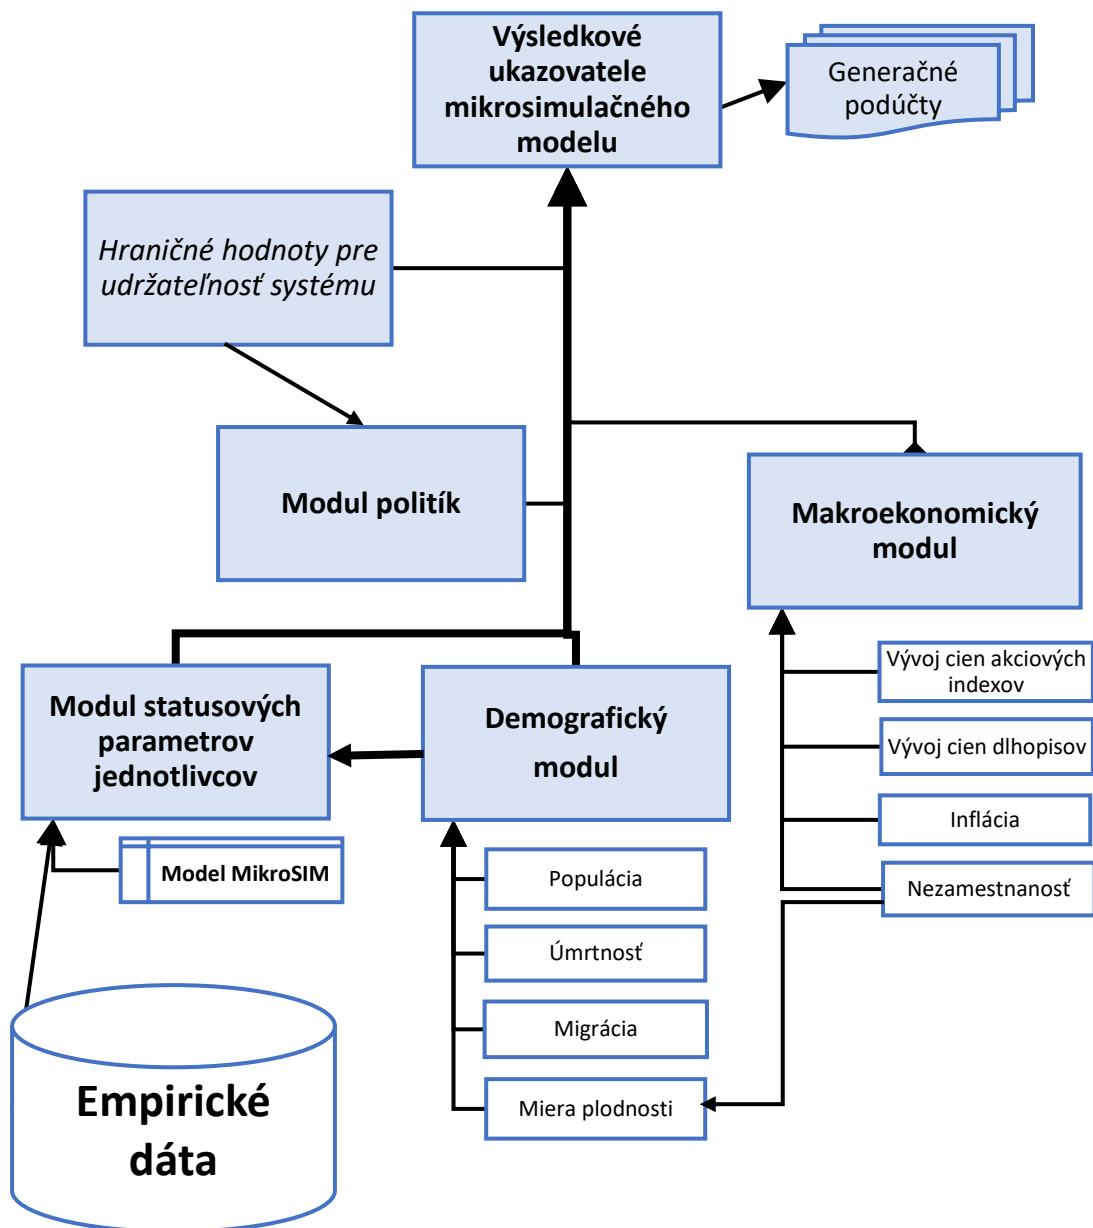 Výsledkové
ukazovatele
mikrosimulačného
modelu
Generačné
podúčty
Hraničné hodnoty pre
udržateľnosť systému
Modul politík
Makroekonomický
modul
Modul statusových
parametrov
jednotlivcov
Demografický
modul
Vývoj cien akciových
indexov
Vývoj cien dlhopisov
Inflácia
Nezamestnanosť
Model MikroSIM
Populácia
Úmrtnosť
Migrácia
Miera plodnosti
Empirické
dáta